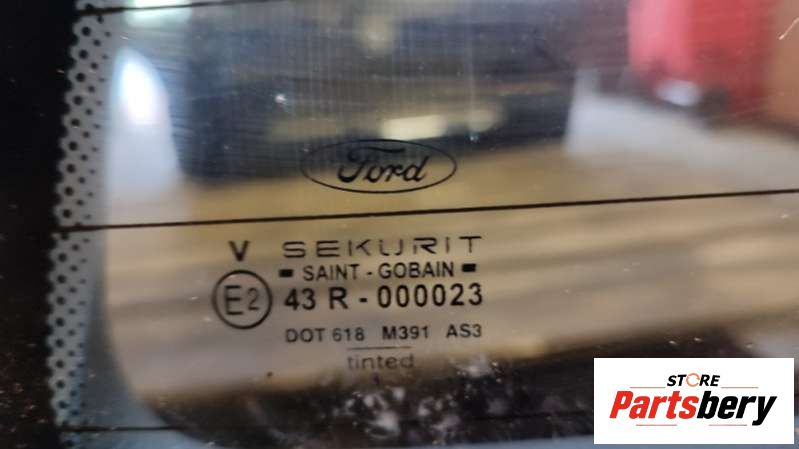 Ford
V SEKURIT
SAINT - GOBAIN
E2 43 R - 000023
DOT 618 M391 AS3
tinted
STORE
Partsbery